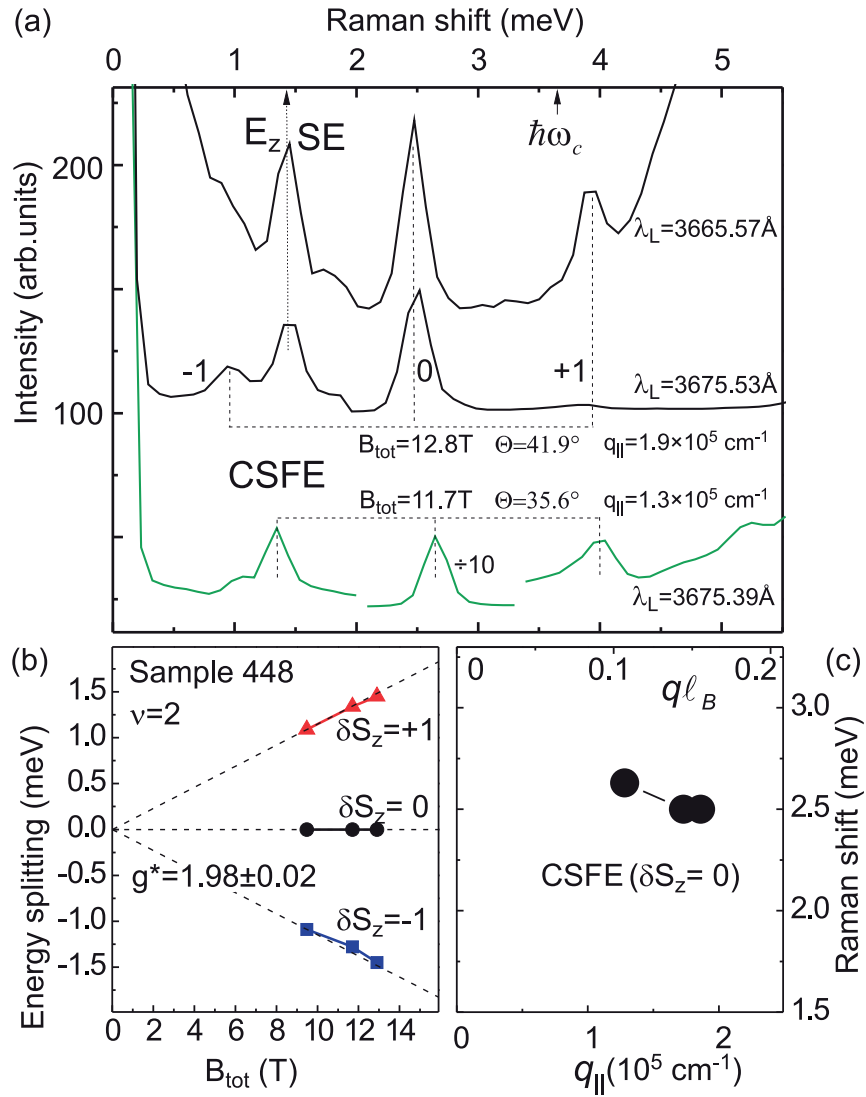 (a)
Raman shift (meV)
0 1 2 3 4 5
Intensity (arb.units)
200
100
E_z SE
ħω_c
λ_L=3665.57Å
-1 0 +1
λ_L=3675.53Å
B_tot=12.8T Θ=41.9° q_||=1.9×10⁵ cm⁻¹
CSFE
B_tot=11.7T Θ=35.6° q_||=1.3×10⁵ cm⁻¹
÷10
λ_L=3675.39Å
(b)
Sample 448
ν=2
Energy splitting (meV)
1.5
1.0
0.5
0.0
-0.5
-1.0
-1.5
δS_z=+1
δS_z= 0
g*=1.98±0.02
δS_z=-1
0 2 4 6 8 10 12 14
B_tot (T)
(c)
0 0.1 0.2
qℓ_B
3.0
2.5
2.0
1.5
Raman shift (meV)
CSFE (δS_z= 0)
0 1 2
q_||(10⁵ cm⁻¹)